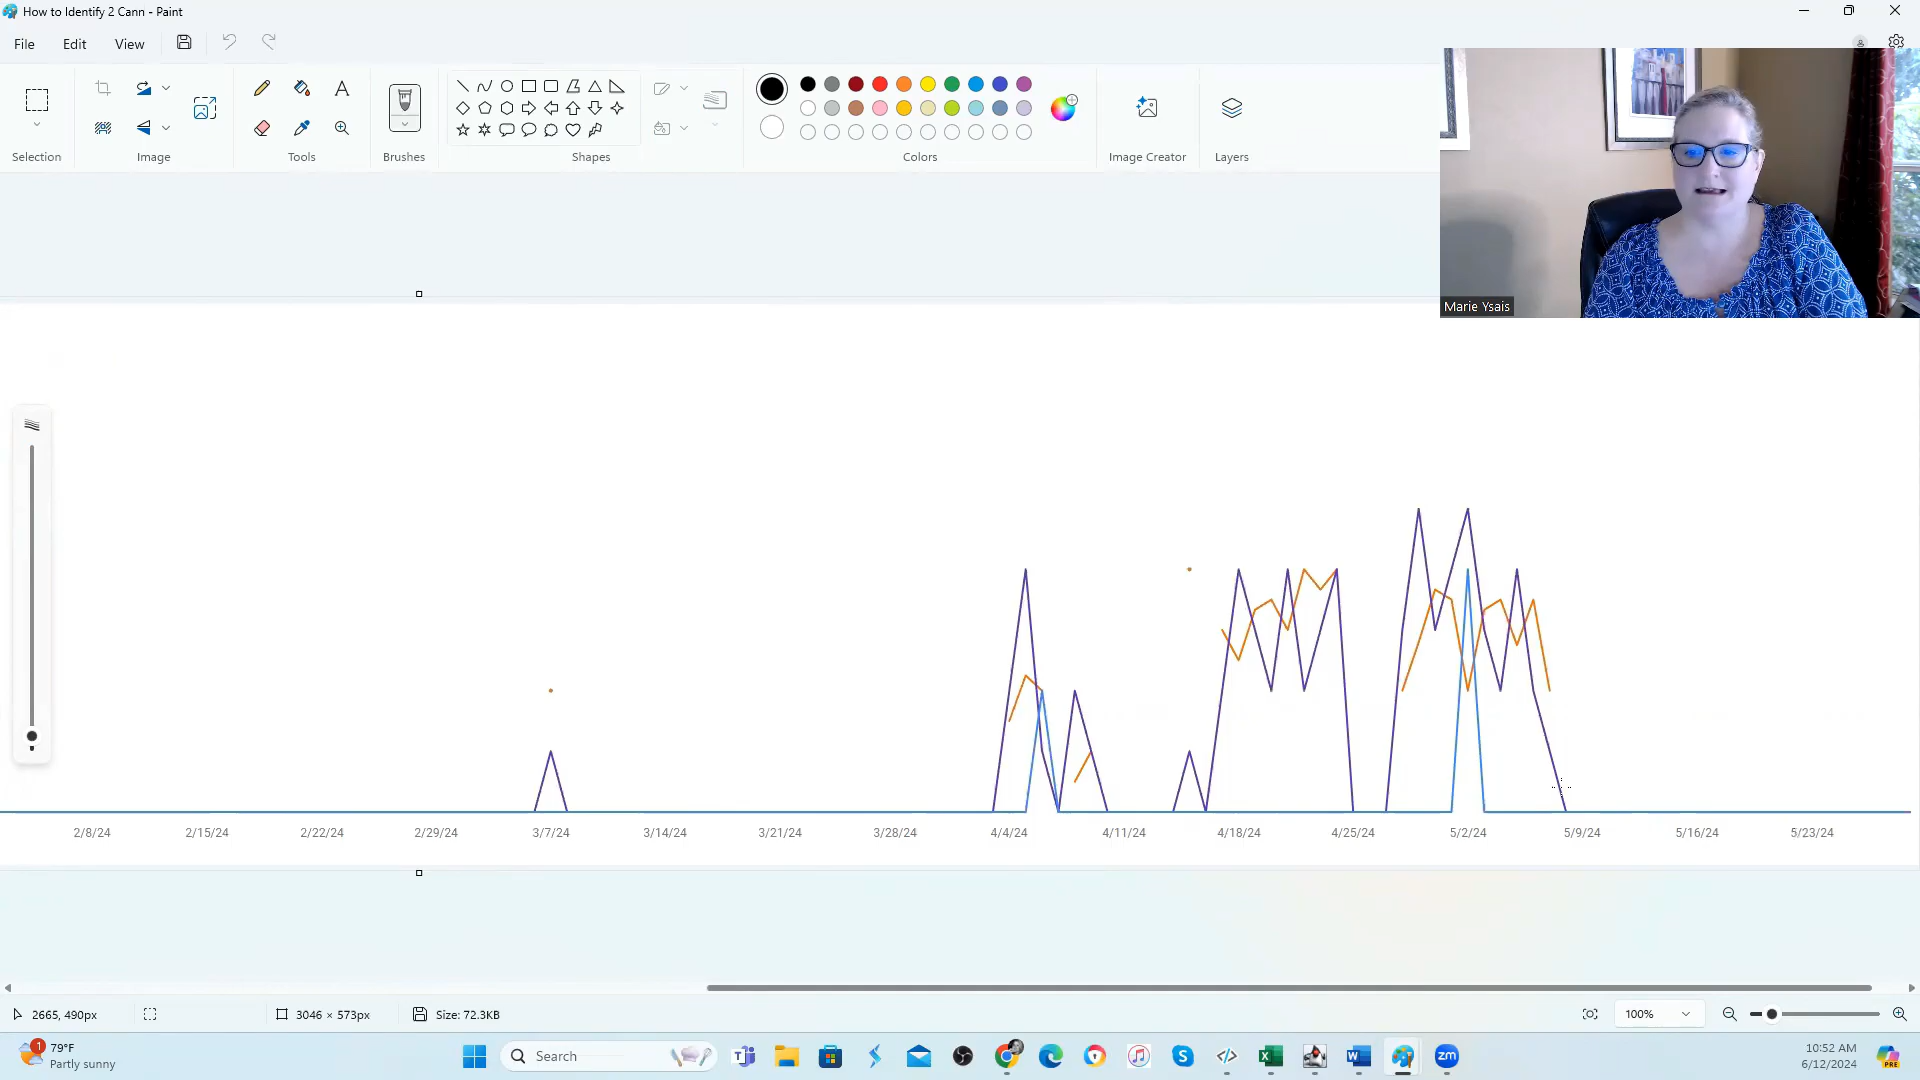 How to Identify 2 Cann - Paint
File Edit View
Selection Image Tools Brushes Shapes Colors Image Creator Layers
Marie Ysais
2/8/24 2/15/24 2/22/24 2/29/24 3/7/24 3/14/24 3/21/24 3/28/24 4/4/24 4/11/24 4/18/24 4/25/24 5/2/24 5/9/24 5/16/24 5/23/24
2665, 490px 3046 × 573px Size: 72.3KB 100%
1 79°F
Partly sunny
Search
zm
PRE
10:52 AM
6/12/2024